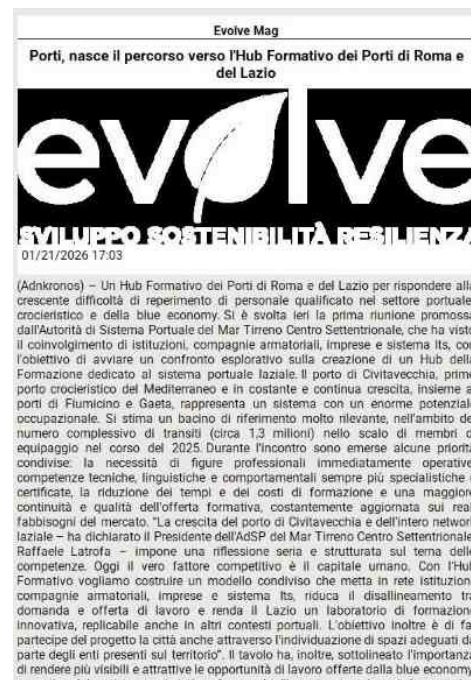 Evolve Mag
Porti, nasce il percorso verso l'Hub Formativo dei Porti di Roma e
del Lazio
evolve
SVILUPPO SOSTENIBILITÀ RESILIENZA
01/21/2026 17:03
(Adnkronos) – Un Hub Formativo dei Porti di Roma e del Lazio per rispondere alla
crescente difficoltà di reperimento di personale qualificato nel settore portuale,
crocieristico e della blue economy. Si è svolta ieri la prima riunione promossa
dall'Autorità di Sistema Portuale del Mar Tirreno Centro Settentrionale, che ha visto
il coinvolgimento di istituzioni, compagnie armatoriali, imprese e sistema Its, con
l'obiettivo di avviare un confronto esplorativo sulla creazione di un Hub della
Formazione dedicato al sistema portuale laziale. Il porto di Civitavecchia, primo
porto crocieristico del Mediterraneo e in costante e continua crescita, insieme ai
porti di Fiumicino e Gaeta, rappresenta un sistema con un enorme potenziale
occupazionale. Si stima un bacino di riferimento molto rilevante, nell'ambito del
numero complessivo di transiti (circa 1,3 milioni) nello scalo di membri di
equipaggio nel corso del 2025. Durante l'incontro sono emerse alcune priorità
condivise: la necessità di figure professionali immediatamente operative,
competenze tecniche, linguistiche e comportamentali sempre più specialistiche e
certificate, la riduzione dei tempi e dei costi di formazione e una maggiore
continuità e qualità dell'offerta formativa, costantemente aggiornata sui reali
fabbisogni del mercato. "La crescita del porto di Civitavecchia e dell'intero network
laziale – ha dichiarato il Presidente dell'AdSP del Mar Tirreno Centro Settentrionale,
Raffaele Latrofa – impone una riflessione seria e strutturata sul tema delle
competenze. Oggi il vero fattore competitivo è il capitale umano. Con l'Hub
Formativo vogliamo costruire un modello condiviso che metta in rete istituzioni,
compagnie armatoriali, imprese e sistema Its, riduca il disallineamento tra
domanda e offerta di lavoro e renda il Lazio un laboratorio di formazione
innovativa, replicabile anche in altri contesti portuali. L'obiettivo inoltre è di far
partecipe del progetto la città anche attraverso l'individuazione di spazi adeguati da
parte degli enti presenti sul territorio". Il tavolo ha, inoltre, sottolineato l'importanza
di rendere più visibili e attrattive le opportunità di lavoro offerte dalla blue economy,